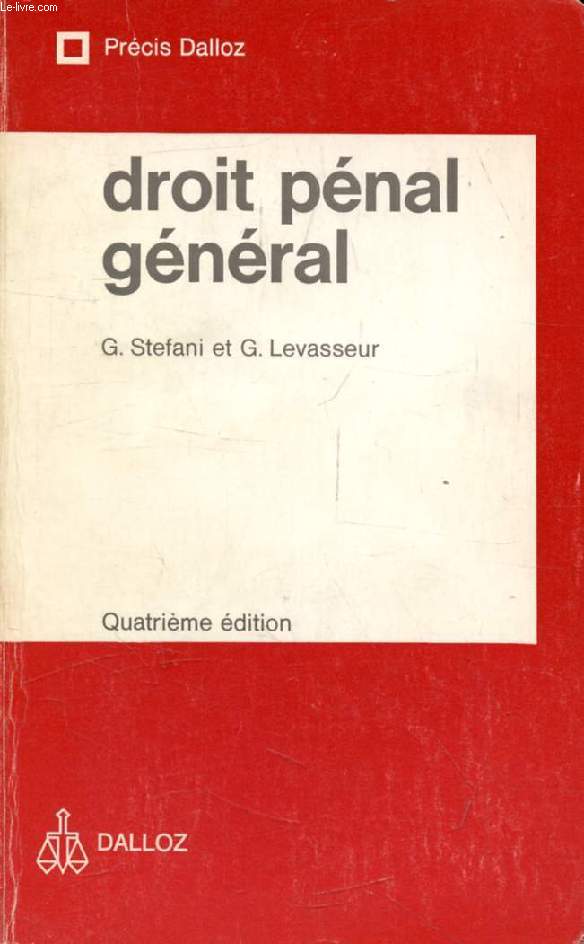 Le-livre.com
Précis Dalloz
droit pénal
général
G. Stefani et G. Levasseur
Quatrième édition
DALLOZ